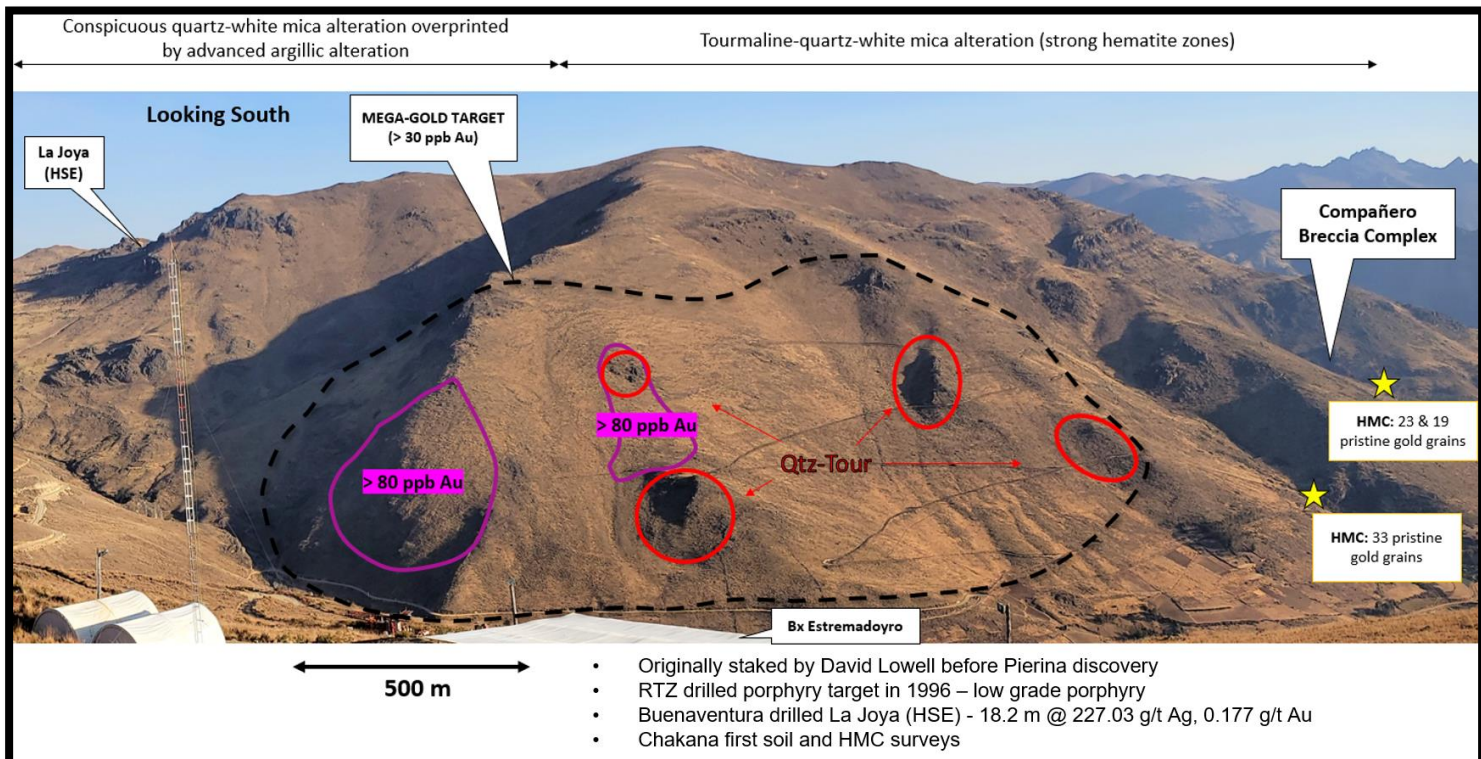 Conspicuous quartz-white mica alteration overprinted
by advanced argillic alteration
Tourmaline-quartz-white mica alteration (strong hematite zones)
Looking South
MEGA-GOLD TARGET
(> 30 ppb Au)
La Joya
(HSE)
Compañero
Breccia Complex
> 80 ppb Au
> 80 ppb Au
Qtz-Tour
HMC: 23 & 19
pristine gold grains
HMC: 33 pristine
gold grains
Bx Estremadoyro
500 m
• Originally staked by David Lowell before Pierina discovery
• RTZ drilled porphyry target in 1996 – low grade porphyry
• Buenaventura drilled La Joya (HSE) - 18.2 m @ 227.03 g/t Ag, 0.177 g/t Au
• Chakana first soil and HMC surveys